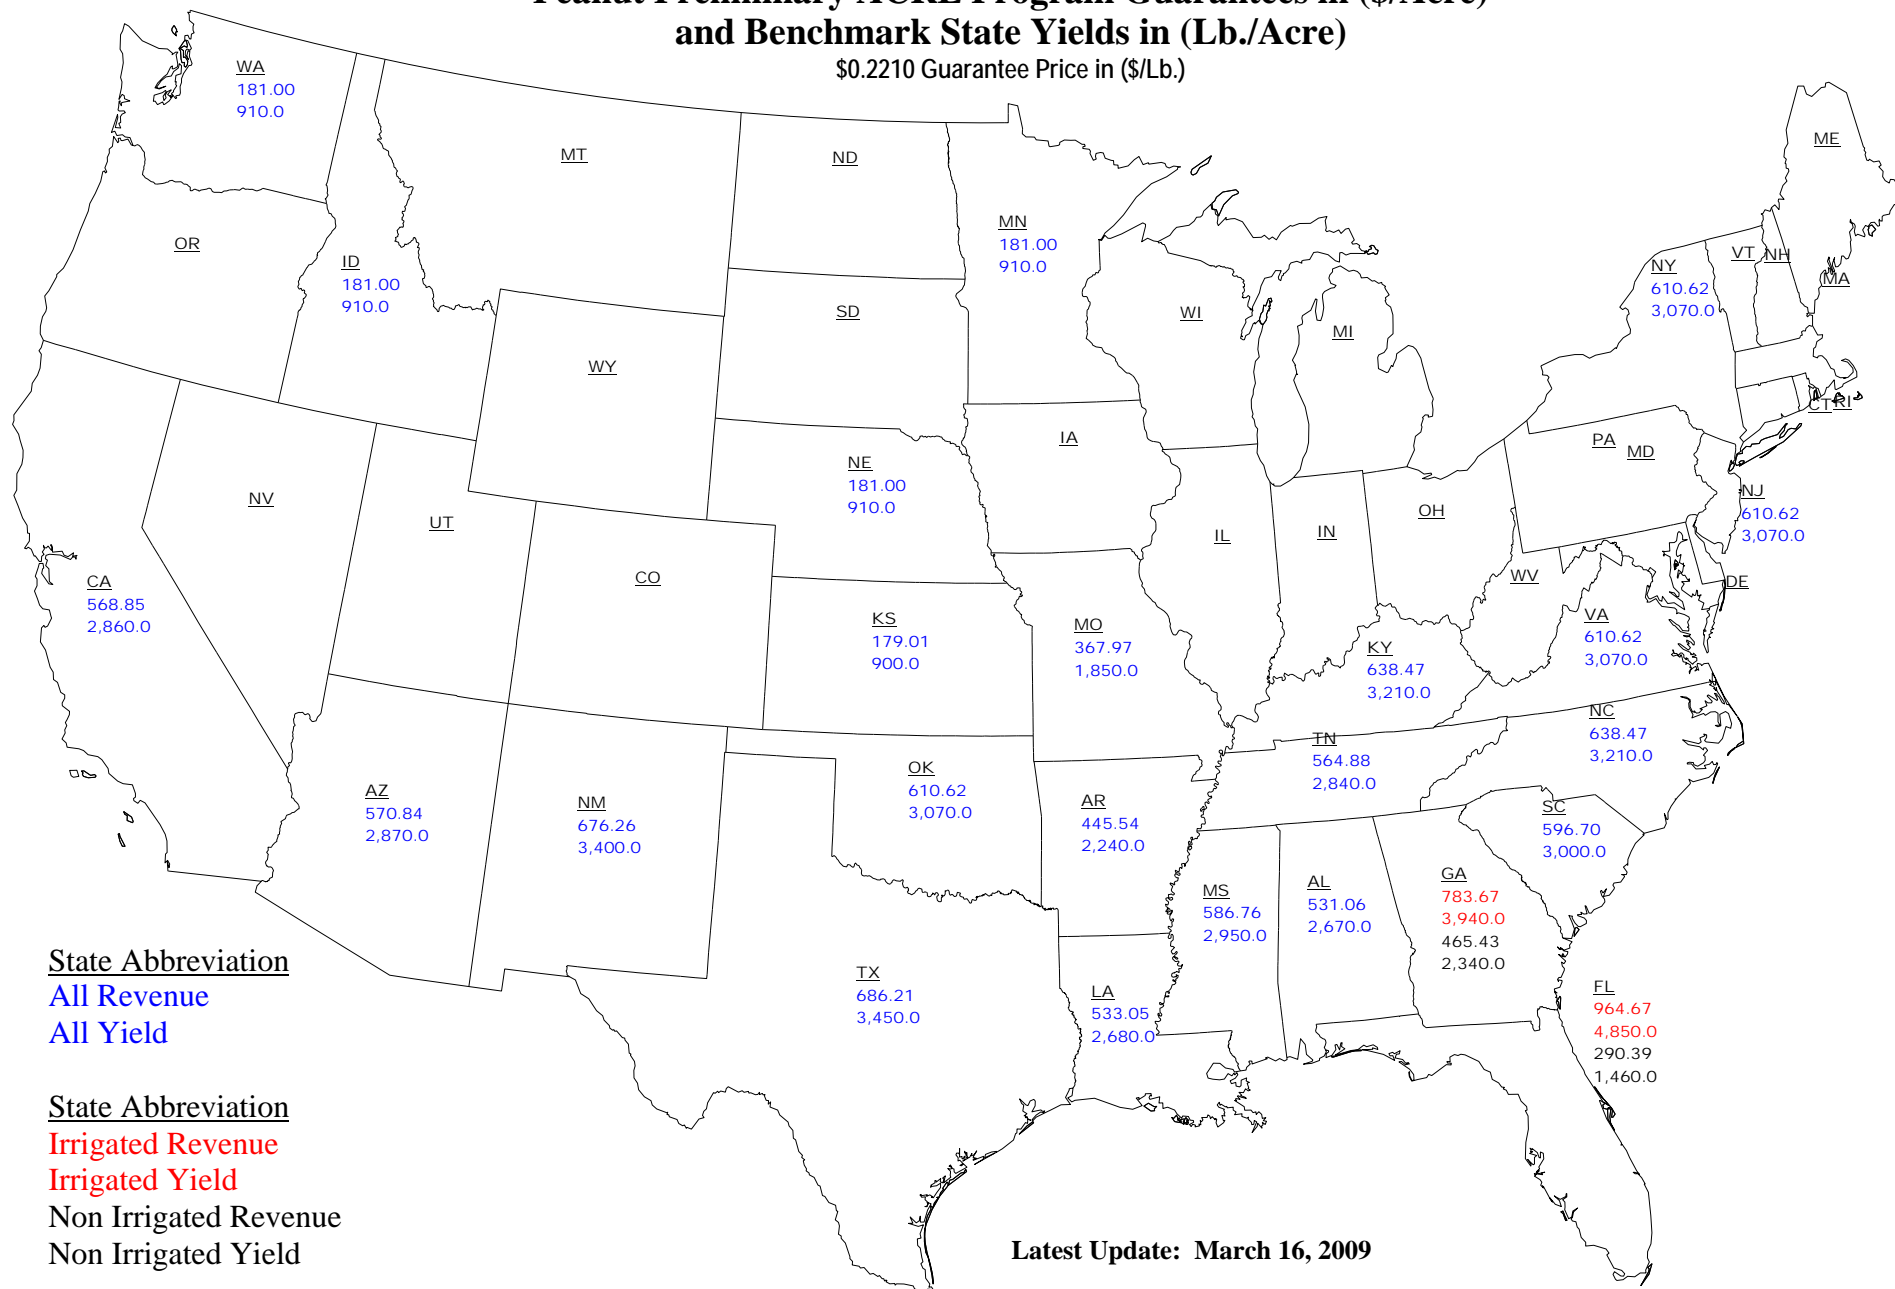 Peanut Preliminary ACRE Program Guarantees in ($/Acre)
and Benchmark State Yields in (Lb./Acre)
$0.2210 Guarantee Price in ($/Lb.)
WA
181.00
910.0
MT
ND
ME
OR
ID
181.00
910.0
MN
181.00
910.0
NY
610.62
3,070.0
VT
NH
MA
SD
WI
MI
WY
CT
RI
IA
PA
MD
NE
181.00
910.0
NV
UT
NJ
610.62
3,070.0
IL
IN
OH
CA
568.85
2,860.0
CO
WV
DE
KS
179.01
900.0
MO
367.97
1,850.0
KY
638.47
3,210.0
VA
610.62
3,070.0
NC
638.47
3,210.0
TN
564.88
2,840.0
AZ
570.84
2,870.0
NM
676.26
3,400.0
OK
610.62
3,070.0
AR
445.54
2,240.0
SC
596.70
3,000.0
MS
586.76
2,950.0
AL
531.06
2,670.0
GA
783.67
3,940.0
465.43
2,340.0
TX
686.21
3,450.0
LA
533.05
2,680.0
FL
964.67
4,850.0
290.39
1,460.0
State Abbreviation
All Revenue
All Yield
State Abbreviation
Irrigated Revenue
Irrigated Yield
Non Irrigated Revenue
Non Irrigated Yield
Latest Update: March 16, 2009